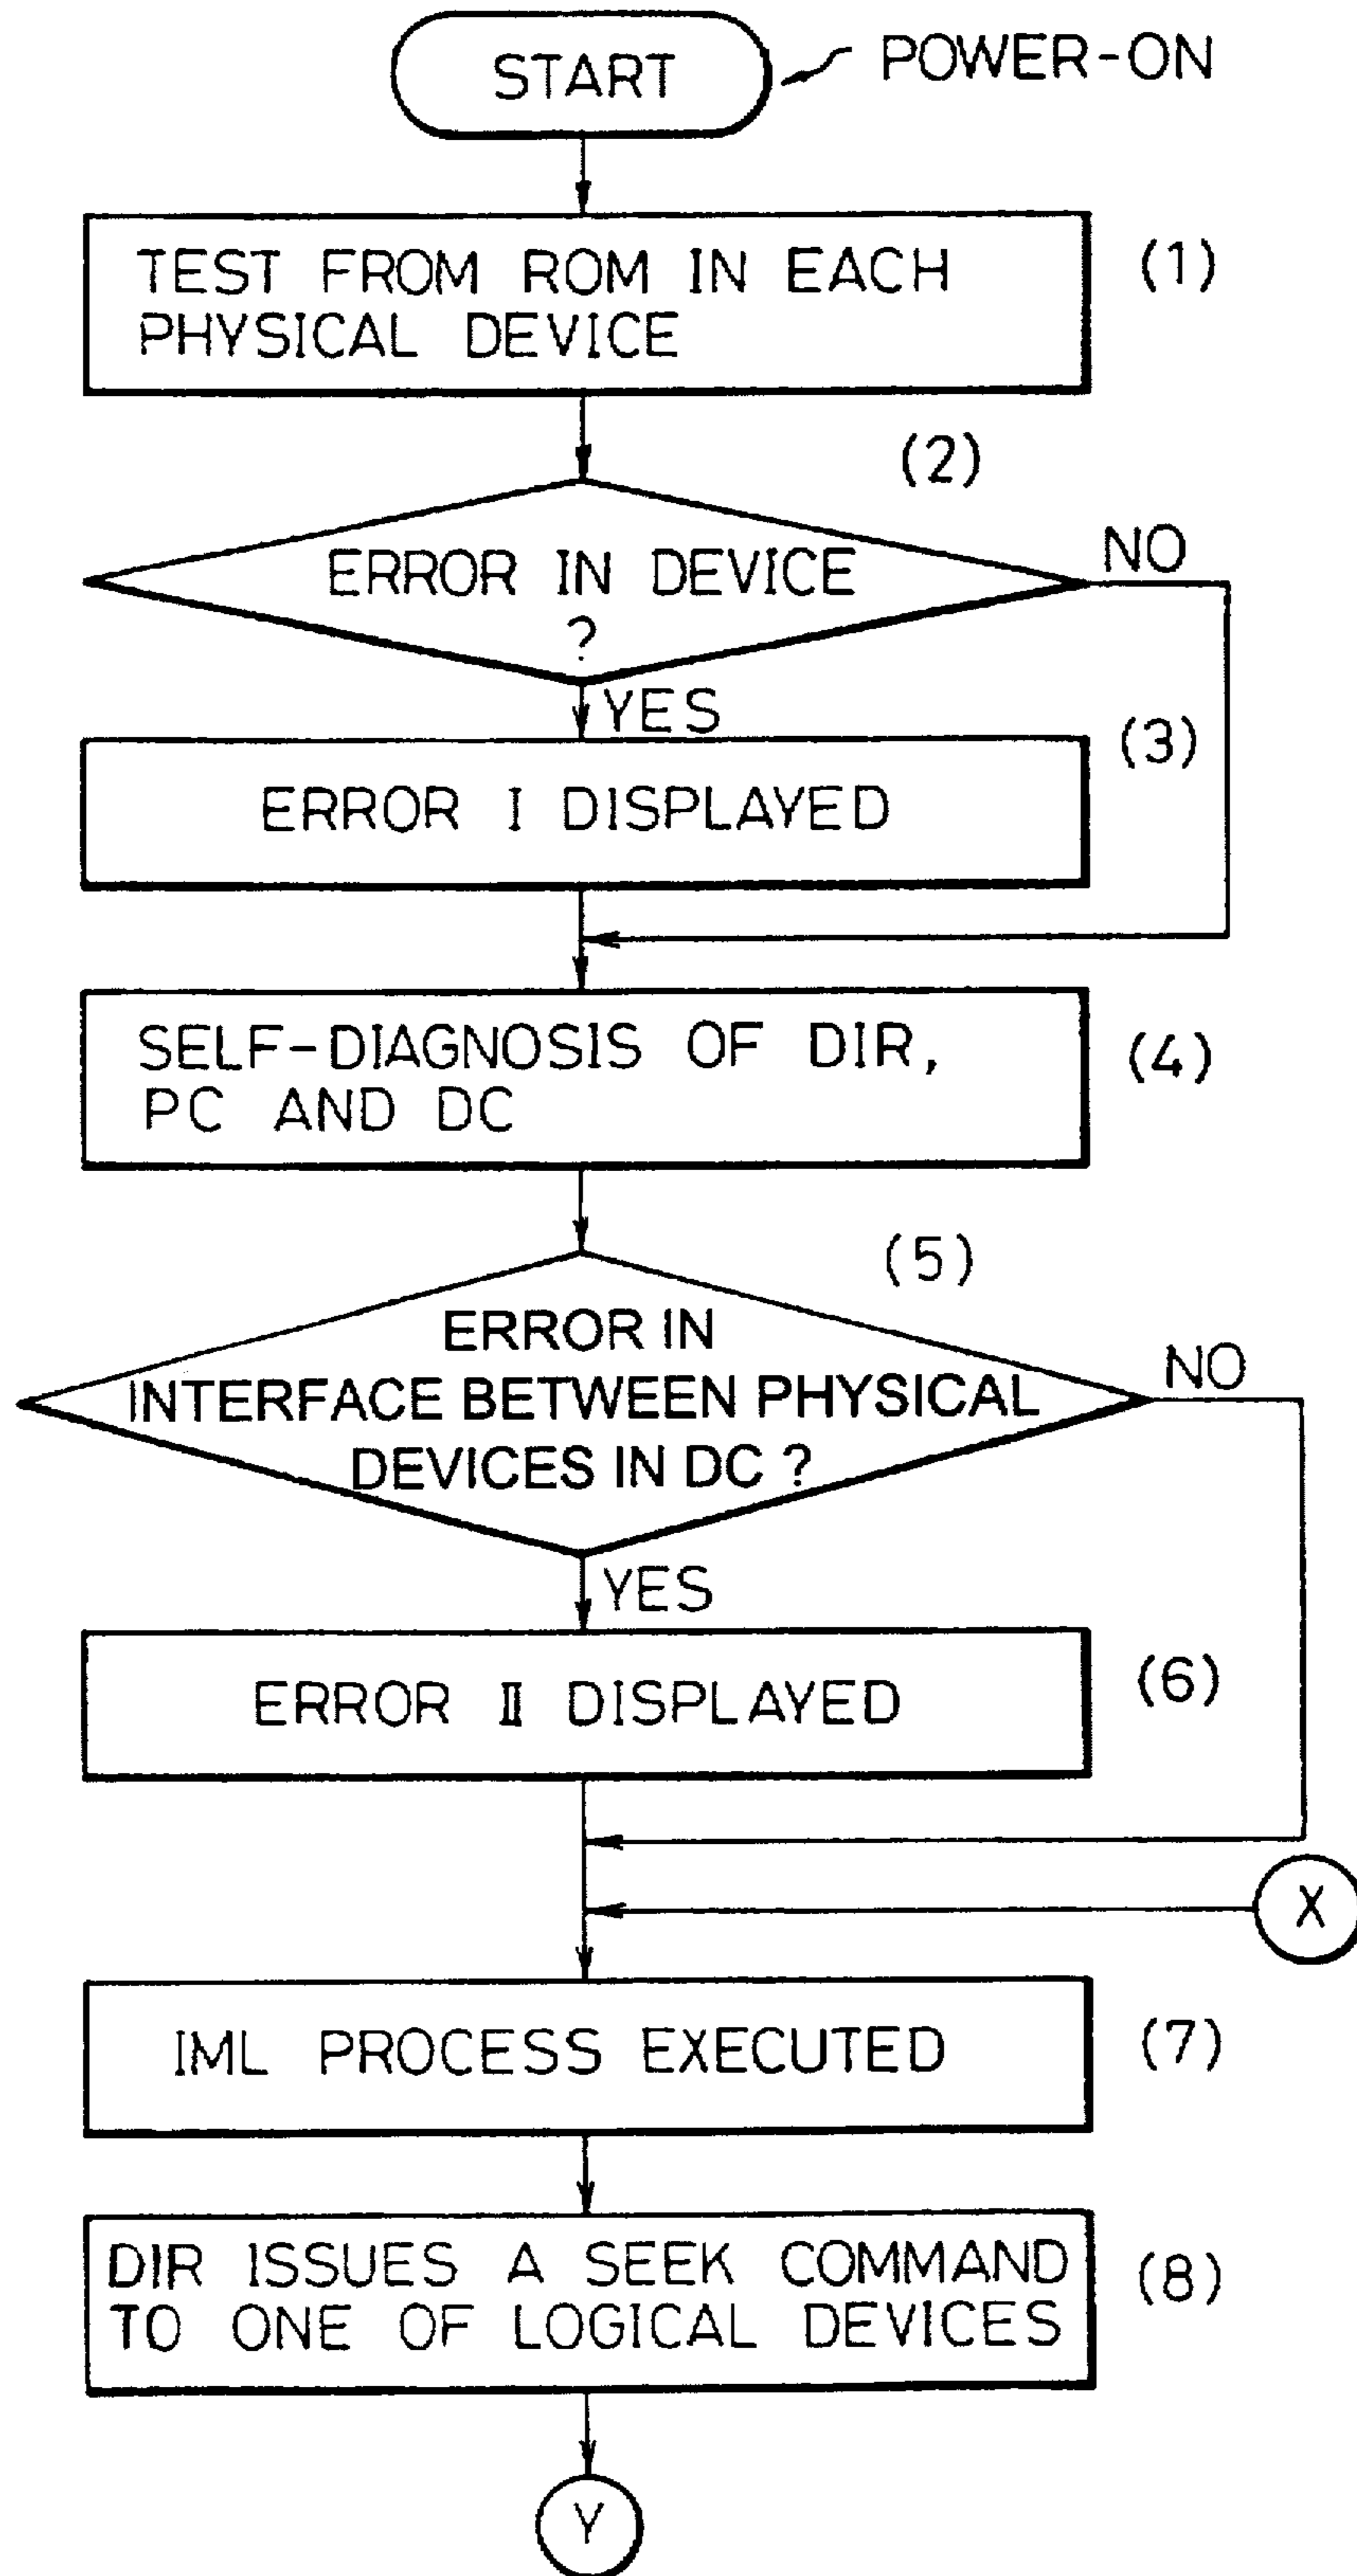 START
POWER-ON
TEST FROM ROM IN EACH
PHYSICAL DEVICE
(1)
(2)
ERROR IN DEVICE
?
NO
YES
(3)
ERROR I DISPLAYED
SELF-DIAGNOSIS OF DIR,
PC AND DC
(4)
(5)
ERROR IN
INTERFACE BETWEEN PHYSICAL
DEVICES IN DC ?
NO
YES
ERROR II DISPLAYED
(6)
X
IML PROCESS EXECUTED
(7)
DIR ISSUES A SEEK COMMAND
TO ONE OF LOGICAL DEVICES
(8)
Y